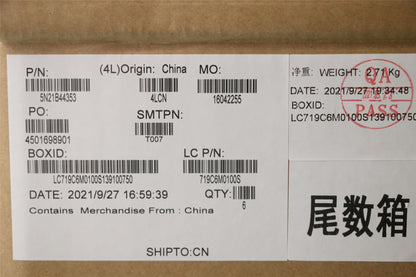 P/N: (4L)Origin: China MO:
5N21B44353 4LCN 16042255
PO: SMTPN:
4501698901 T007
BOXID: LC P/N:
LC719C6M0100S139100750 719C6M0100S
DATE: 2021/9/27 16:59:39 QTY:
6
Contains Merchandise From : China
SHIPTO:CN
净重: WEIGHT: 2.71Kg
DATE: 2021/9/27 19:34:48
BOXID:
LC719C6M0100S139100750
QA
PASS
尾数箱